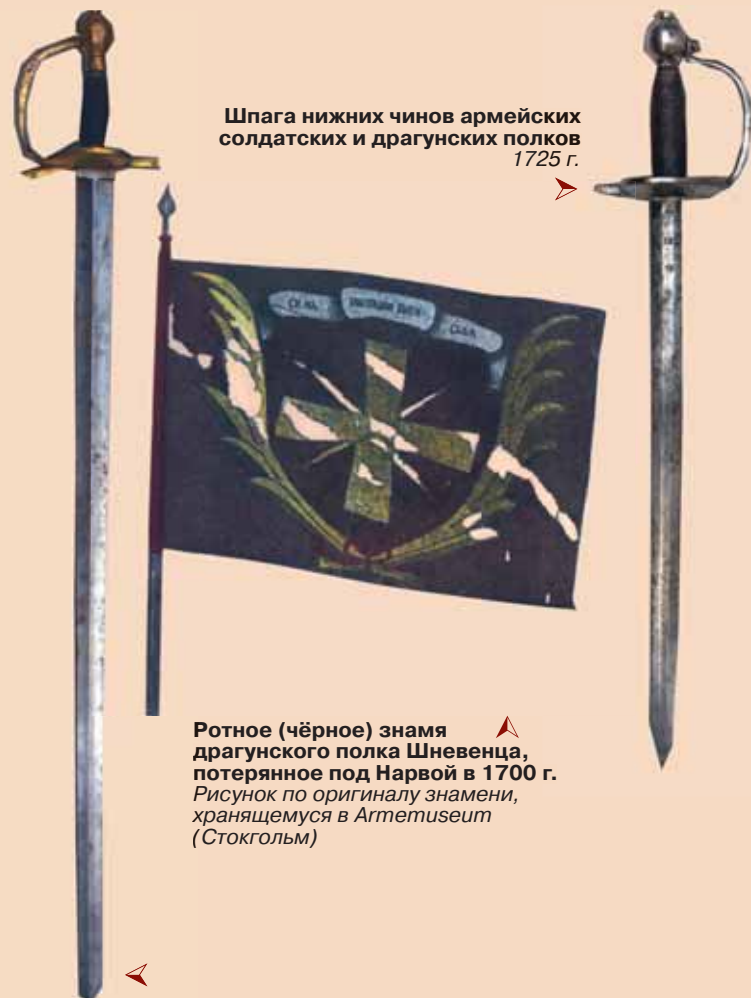 Шпага нижних чинов армейских
солдатских и драгунских полков
1725 г.
Ротное (чёрное) знамя
драгунского полка Шневенца,
потерянное под Нарвой в 1700 г.
Рисунок по оригиналу знамени,
хранящемуся в Armemuseum
(Стокгольм)